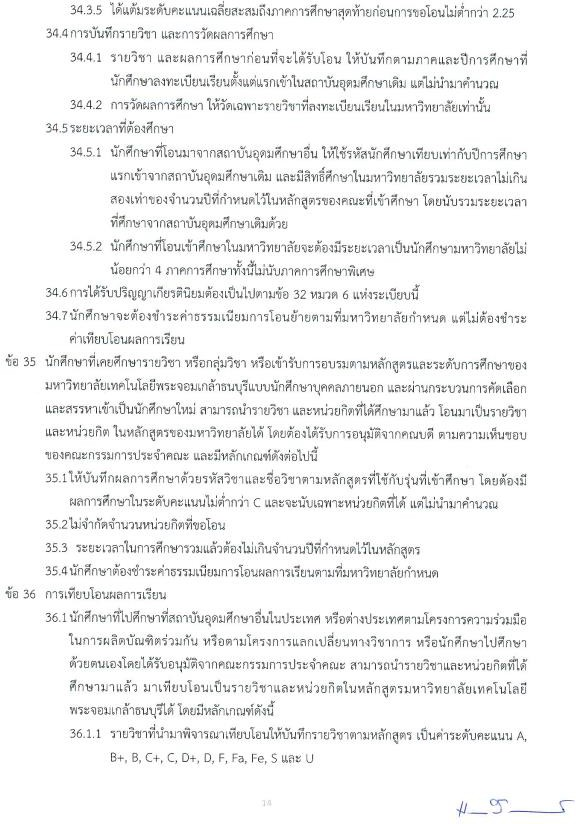 34.3.5 ได้แต้มระดับคะแนนเฉลี่ยสะสมถึงภาคการศึกษาสุดท้ายก่อนการขอโอนไม่ต่ำกว่า 2.25
34.4 การบันทึกรายวิชา และการวัดผลการศึกษา
34.4.1 รายวิชา และผลการศึกษาก่อนที่จะได้รับโอน ให้บันทึกตามภาคและปีการศึกษาที่
นักศึกษาลงทะเบียนเรียนตั้งแต่แรกเข้าในสถาบันอุดมศึกษาเดิม แต่ไม่นำมาคำนวณ
34.4.2 การวัดผลการศึกษา ให้วัดเฉพาะรายวิชาที่ลงทะเบียนเรียนในมหาวิทยาลัยเท่านั้น
34.5 ระยะเวลาที่ต้องศึกษา
34.5.1 นักศึกษาที่โอนมาจากสถาบันอุดมศึกษาอื่น ให้ใช้รหัสนักศึกษาเทียบเท่ากับปีการศึกษา
แรกเข้าจากสถาบันอุดมศึกษาเดิม และมีสิทธิ์ศึกษาในมหาวิทยาลัยรวมระยะเวลาไม่เกิน
สองเท่าของจำนวนปีที่กำหนดไว้ในหลักสูตรของคณะที่เข้าศึกษา โดยนับรวมระยะเวลา
ที่ศึกษาจากสถาบันอุดมศึกษาเดิมด้วย
34.5.2 นักศึกษาที่โอนเข้าศึกษาในมหาวิทยาลัยจะต้องมีระยะเวลาเป็นนักศึกษามหาวิทยาลัยไม่
น้อยกว่า 4 ภาคการศึกษาทั้งนี้ไม่นับภาคการศึกษาพิเศษ
34.6 การได้รับปริญญาเกียรตินิยมต้องเป็นไปตามข้อ 32 หมวด 6 แห่งระเบียบนี้
34.7 นักศึกษาจะต้องชำระค่าธรรมเนียมการโอนย้ายตามที่มหาวิทยาลัยกำหนด แต่ไม่ต้องชำระ
ค่าเทียบโอนผลการเรียน
ข้อ 35 นักศึกษาที่เคยศึกษารายวิชา หรือกลุ่มวิชา หรือเข้ารับการอบรมตามหลักสูตรและระดับการศึกษาของ
มหาวิทยาลัยเทคโนโลยีพระจอมเกล้าธนบุรีแบบนักศึกษาบุคคลภายนอก และผ่านกระบวนการคัดเลือก
และสรรหาเข้าเป็นนักศึกษาใหม่ สามารถนำรายวิชา และหน่วยกิตที่ได้ศึกษามาแล้ว โอนมาเป็นรายวิชา
และหน่วยกิต ในหลักสูตรของมหาวิทยาลัยได้ โดยต้องได้รับการอนุมัติจากคณบดี ตามความเห็นชอบ
ของคณะกรรมการประจำคณะ และมีหลักเกณฑ์ดังต่อไปนี้
35.1 ให้บันทึกผลการศึกษาด้วยรหัสวิชาและชื่อวิชาตามหลักสูตรที่ใช้กับรุ่นที่เข้าศึกษา โดยต้องมี
ผลการศึกษาในระดับคะแนนไม่ต่ำกว่า C และจะนับเฉพาะหน่วยกิตที่ได้ แต่ไม่นำมาคำนวณ
35.2 ไม่จำกัดจำนวนหน่วยกิตที่ขอโอน
35.3 ระยะเวลาในการศึกษารวมแล้วต้องไม่เกินจำนวนปีที่กำหนดไว้ในหลักสูตร
35.4 นักศึกษาต้องชำระค่าธรรมเนียมการโอนผลการเรียนตามที่มหาวิทยาลัยกำหนด
ข้อ 36 การเทียบโอนผลการเรียน
36.1 นักศึกษาที่ไปศึกษาที่สถาบันอุดมศึกษาอื่นในประเทศ หรือต่างประเทศตามโครงการความร่วมมือ
ในการผลิตบัณฑิตร่วมกัน หรือตามโครงการแลกเปลี่ยนทางวิชาการ หรือนักศึกษาไปศึกษา
ด้วยตนเองโดยได้รับอนุมัติจากคณะกรรมการประจำคณะ สามารถนำรายวิชาและหน่วยกิตที่ได้
ศึกษามาแล้ว มาเทียบโอนเป็นรายวิชาและหน่วยกิตในหลักสูตรมหาวิทยาลัยเทคโนโลยี
พระจอมเกล้าธนบุรีได้ โดยมีหลักเกณฑ์ดังนี้
36.1.1 รายวิชาที่นำมาพิจารณาเทียบโอนให้บันทึกรายวิชาตามหลักสูตร เป็นค่าระดับคะแนน A,
B+, B, C+, C, D+, D, F, Fa, Fe, S และ U
14